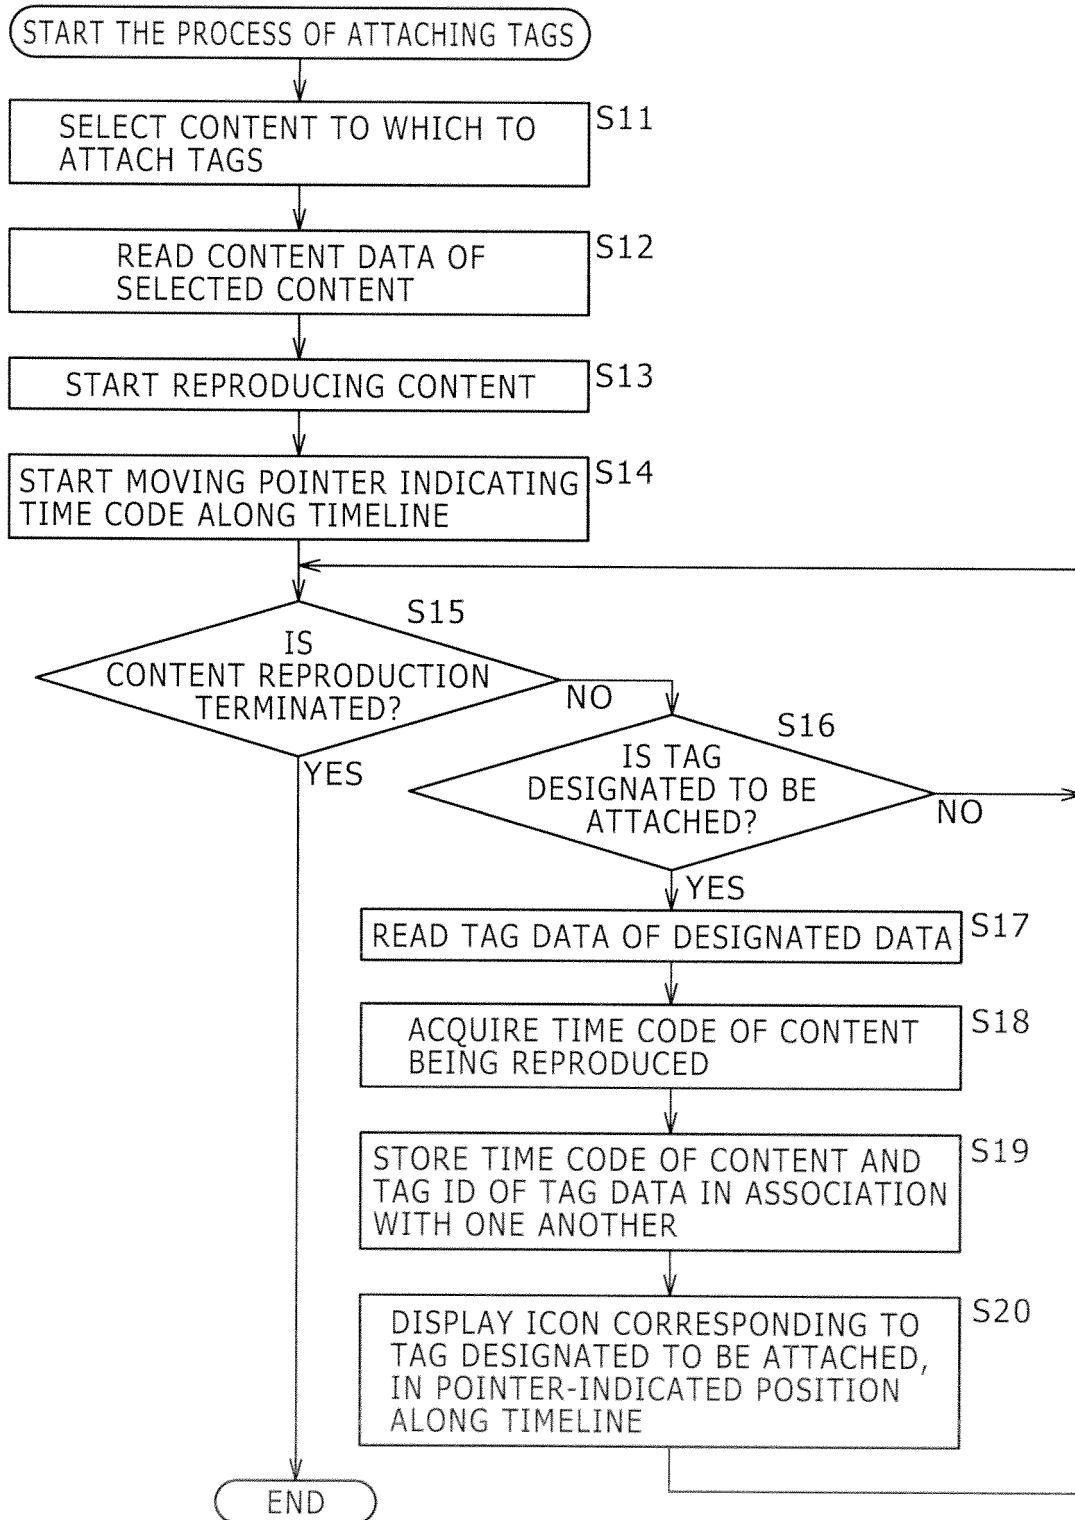 START THE PROCESS OF ATTACHING TAGS
S11
SELECT CONTENT TO WHICH TO
ATTACH TAGS
S12
READ CONTENT DATA OF
SELECTED CONTENT
S13
START REPRODUCING CONTENT
S14
START MOVING POINTER INDICATING
TIME CODE ALONG TIMELINE
S15
IS
CONTENT REPRODUCTION
TERMINATED?
NO
YES
S16
IS TAG
DESIGNATED TO BE
ATTACHED?
NO
YES
S17
READ TAG DATA OF DESIGNATED DATA
S18
ACQUIRE TIME CODE OF CONTENT
BEING REPRODUCED
S19
STORE TIME CODE OF CONTENT AND
TAG ID OF TAG DATA IN ASSOCIATION
WITH ONE ANOTHER
S20
DISPLAY ICON CORRESPONDING TO
TAG DESIGNATED TO BE ATTACHED,
IN POINTER-INDICATED POSITION
ALONG TIMELINE
END